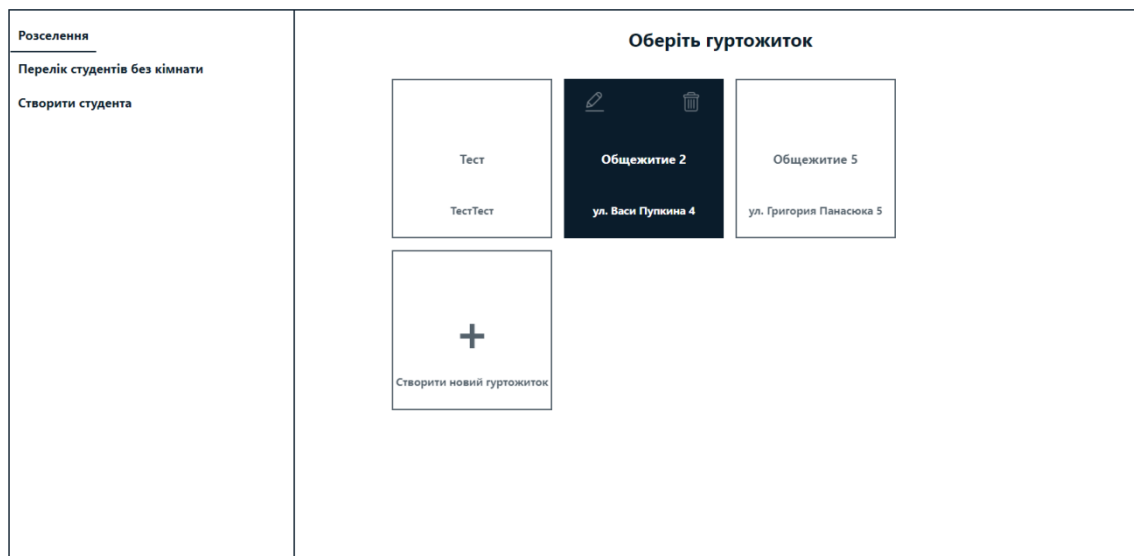 Розселення
Перелік студентів без кімнати
Створити студента
Оберіть гуртожиток
Тест
ТестТест
Общежитие 2
ул. Васи Пупкина 4
Общежитие 5
ул. Григория Панасюка 5
+
Створити новий гуртожиток